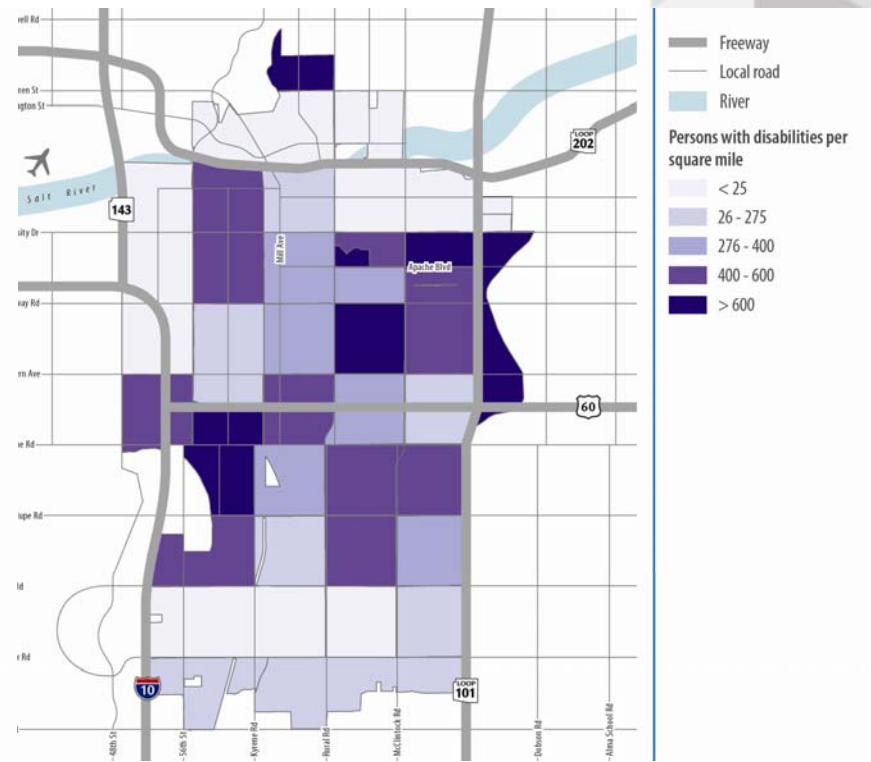 Freeway
Local road
River
Persons with disabilities per
square mile
< 25
26 - 275
276 - 400
400 - 600
> 600
LOOP
202
Salt River
143
Mill Ave
Apache Blvd
60
10
LOOP
101
48th St
56th St
Kyrene Rd
Rural Rd
McClintock Rd
Dobson Rd
Alma School Rd